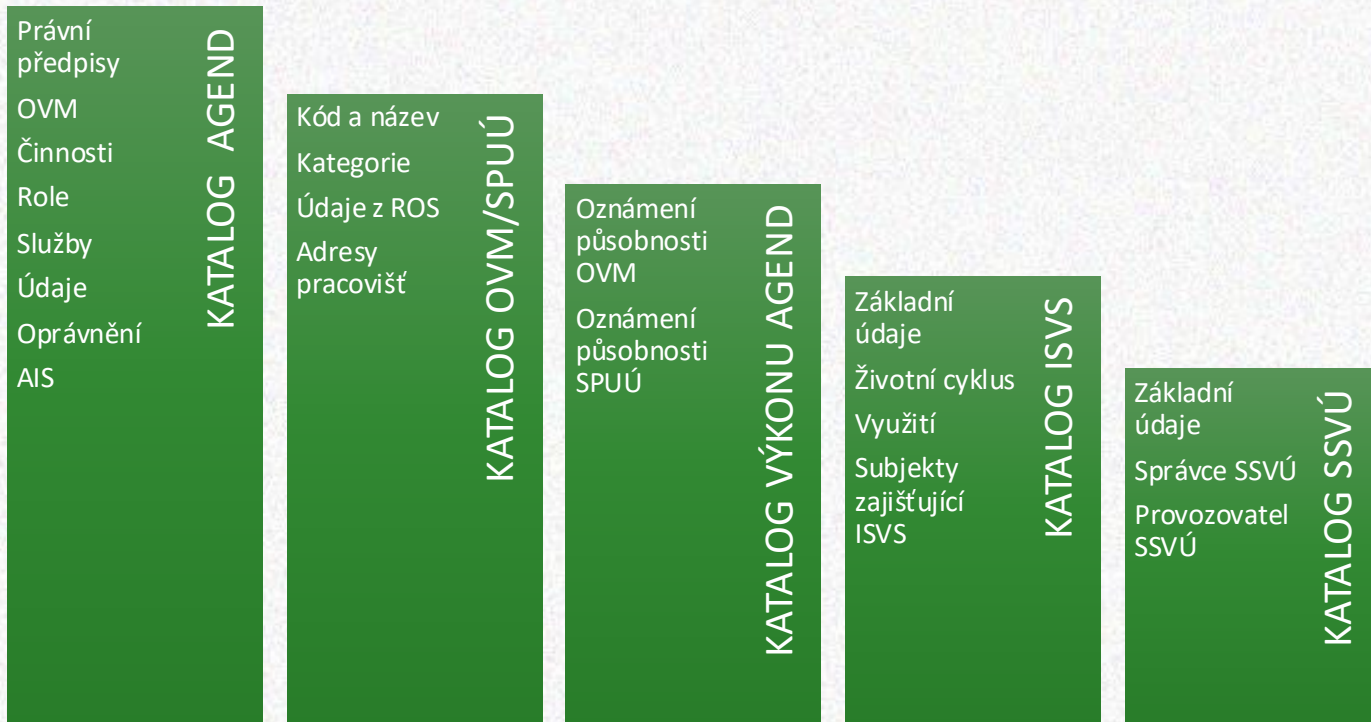 Právní
předpisy
OVM
Činnosti
Role
Služby
Údaje
Oprávnění
AIS
KATALOG AGEND
Kód a název
Kategorie
Údaje z ROS
Adresy
pracovišť
KATALOG OVM/SPUÚ
Oznámení
působnosti
OVM
Oznámení
působnosti
SPUÚ
KATALOG VÝKONU AGEND
Základní
údaje
Životní cyklus
Využití
Subjekty
zajišťující
ISVS
KATALOG ISVS
Základní
údaje
Správce SSVÚ
Provozovatel
SSVÚ
KATALOG SSVÚ